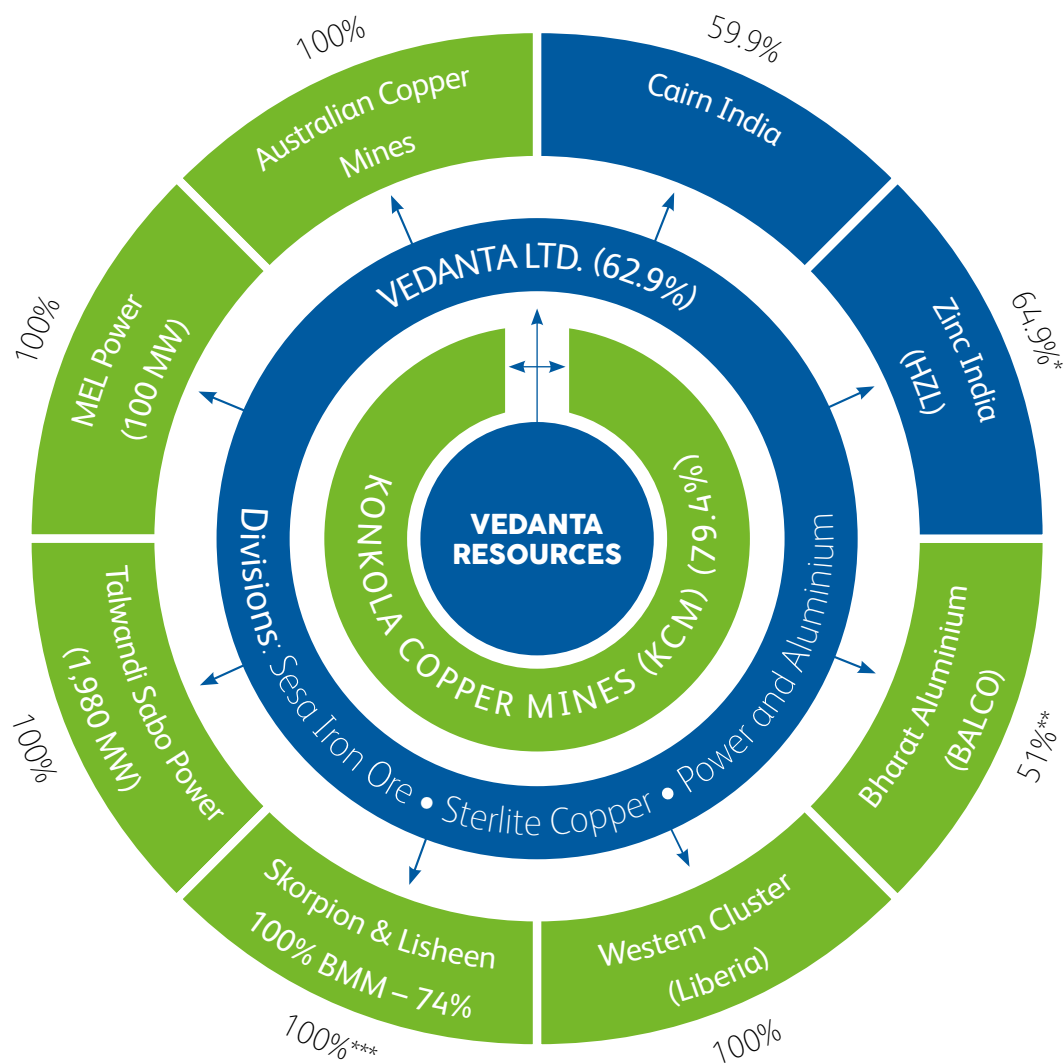 VEDANTA
RESOURCES
KONKOLA COPPER MINES (KCM) (79.4%)
VEDANTA LTD. (62.9%)
Divisions: Sesa Iron Ore • Sterlite Copper • Power and Aluminium
59.9%
Cairn India
64.9%*
Zinc India
(HZL)
51%**
Bharat Aluminium
(BALCO)
Western Cluster
(Liberia)
100%
Skorpion & Lisheen
100% BMM – 74%
100%***
Talwandi Sabo Power
(1,980 MW)
100%
MEL Power
(100 MW)
100%
Australian Copper
Mines
100%